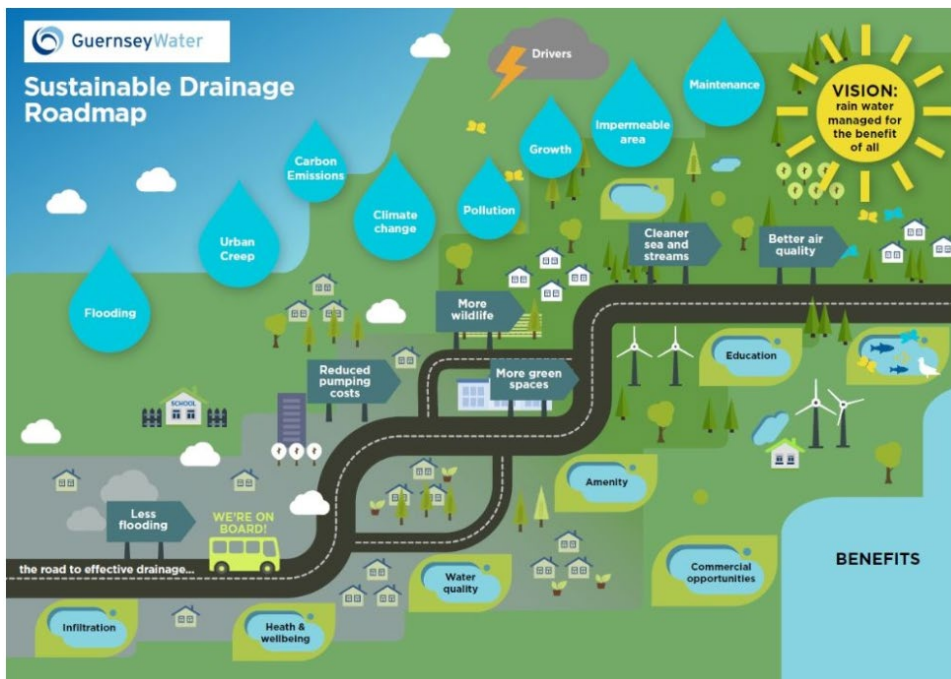 GuernseyWater
Sustainable Drainage
Roadmap
Drivers
Maintenance
VISION:
rain water
managed for
the benefit
of all
Impermeable
area
Growth
Carbon
Emissions
Climate
change
Pollution
Urban
Creep
Flooding
Cleaner
sea and
streams
Better air
quality
More
wildlife
Education
Reduced
pumping
costs
More green
spaces
SCHOOL
Amenity
Less
flooding
WE'RE ON
BOARD!
the road to effective drainage...
BENEFITS
Water
quality
Commercial
opportunities
Infiltration
Heath &
wellbeing